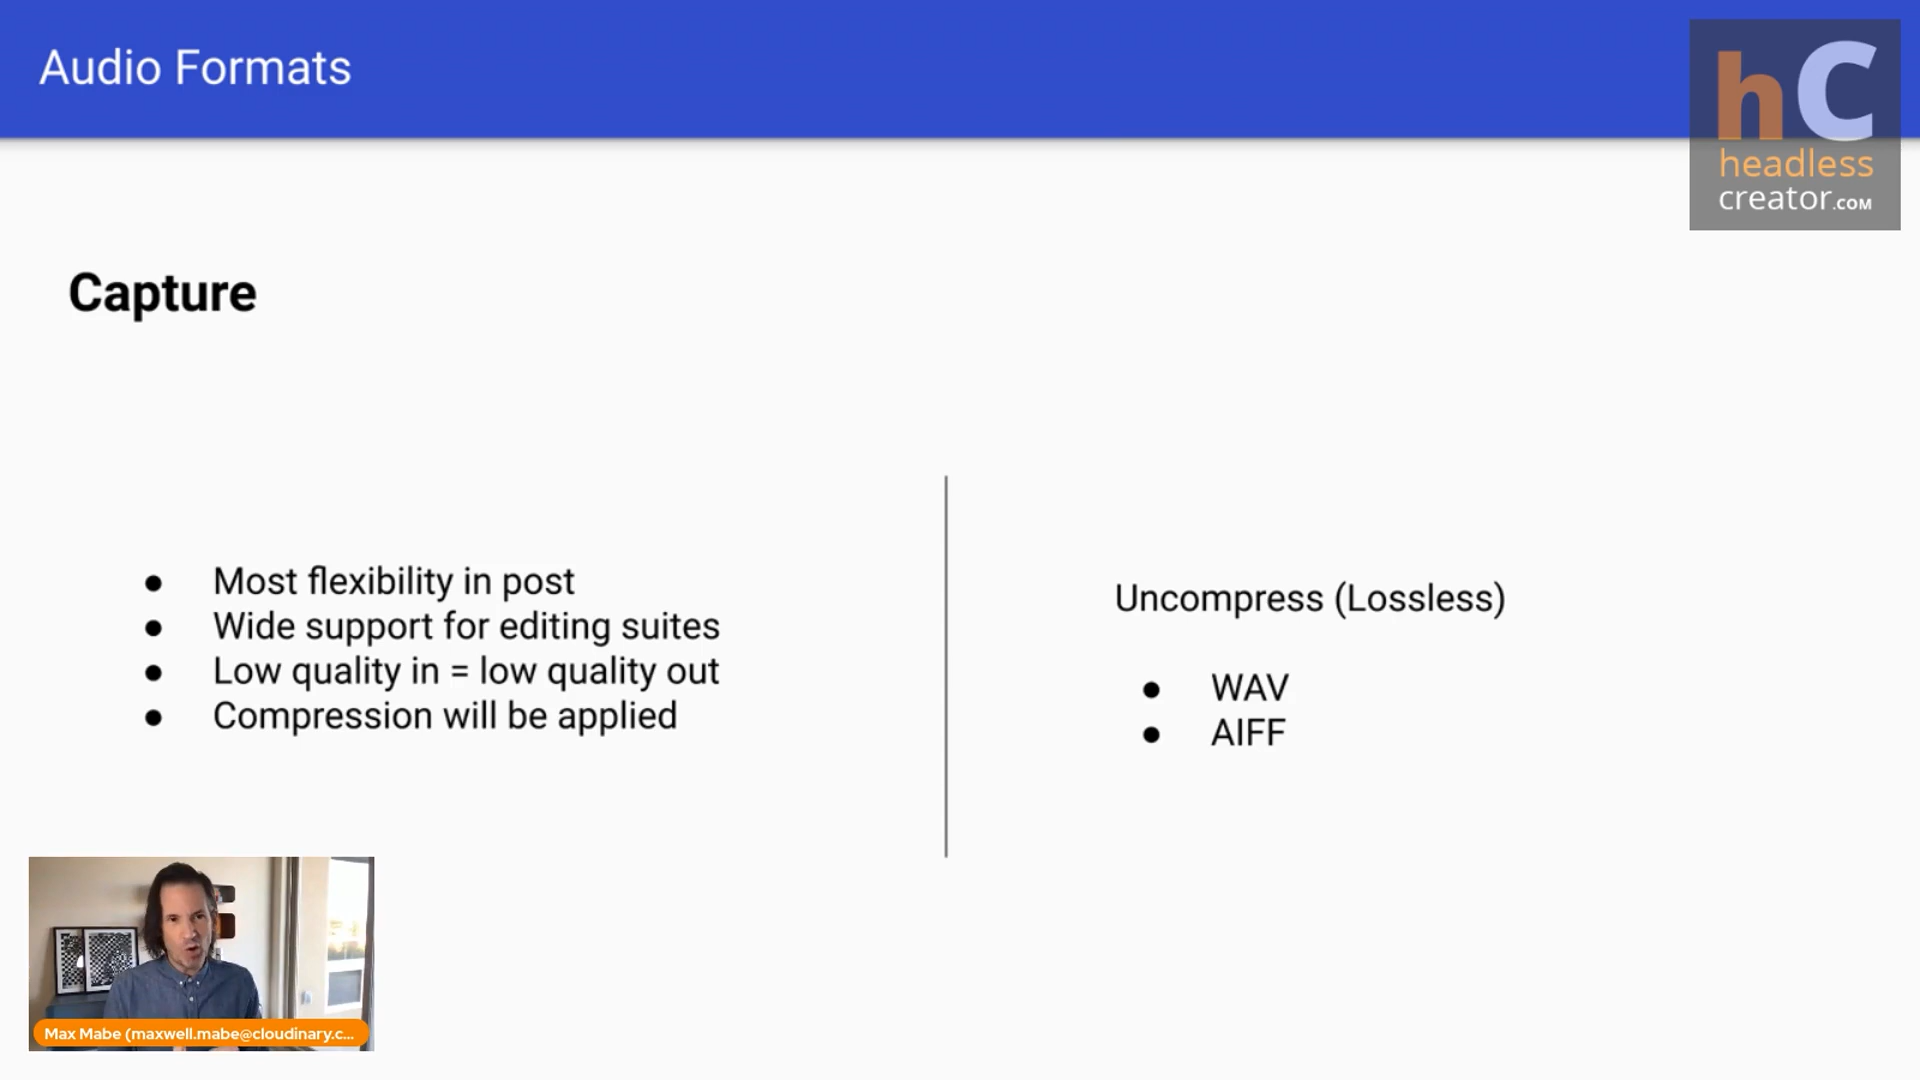 Audio Formats
hC
headless
creator.COM
Capture
● Most flexibility in post
● Wide support for editing suites
● Low quality in = low quality out
● Compression will be applied
Uncompress (Lossless)
● WAV
● AIFF
Max Mabe (maxwell.mabe@cloudinary.c...